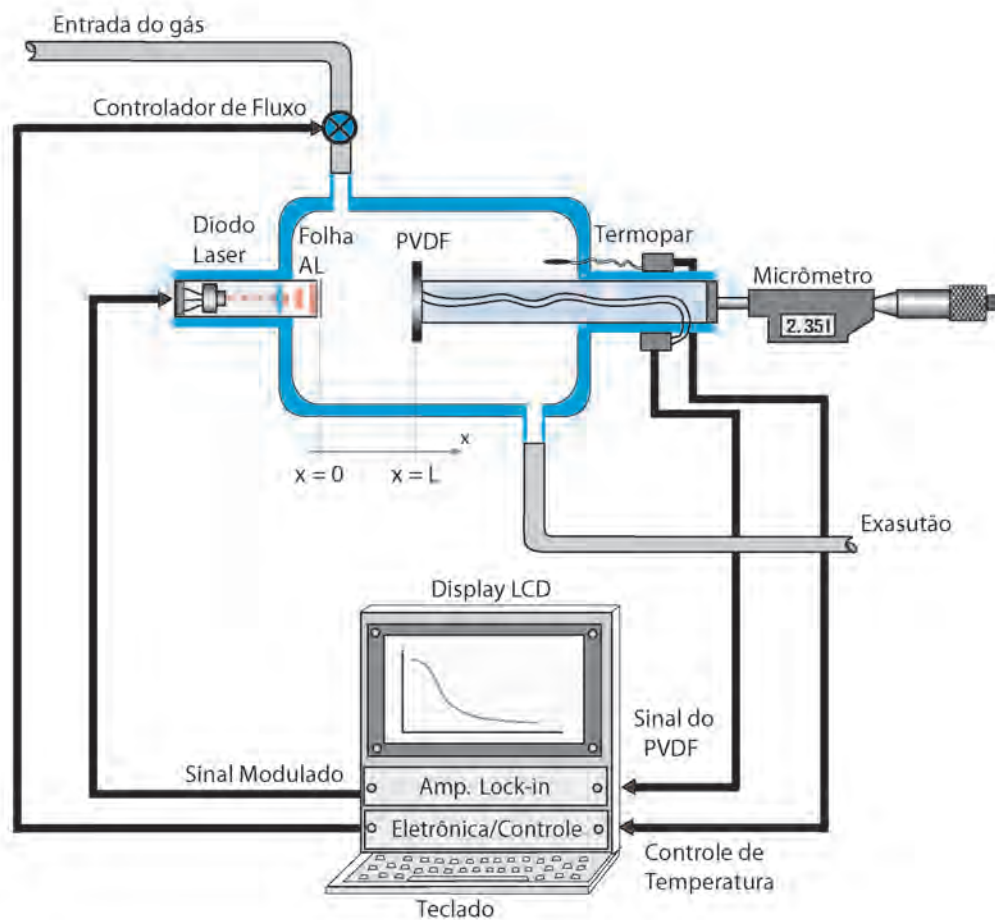 Entrada do gás
Controlador de Fluxo
Diodo
Laser
Folha
AL
PVDF
Termopar
Micrômetro
2.351
x
x = 0
x = L
Exasutão
Display LCD
Sinal do
PVDF
Sinal Modulado
Amp. Lock-in
Eletrônica/Controle
Controle de
Temperatura
Teclado